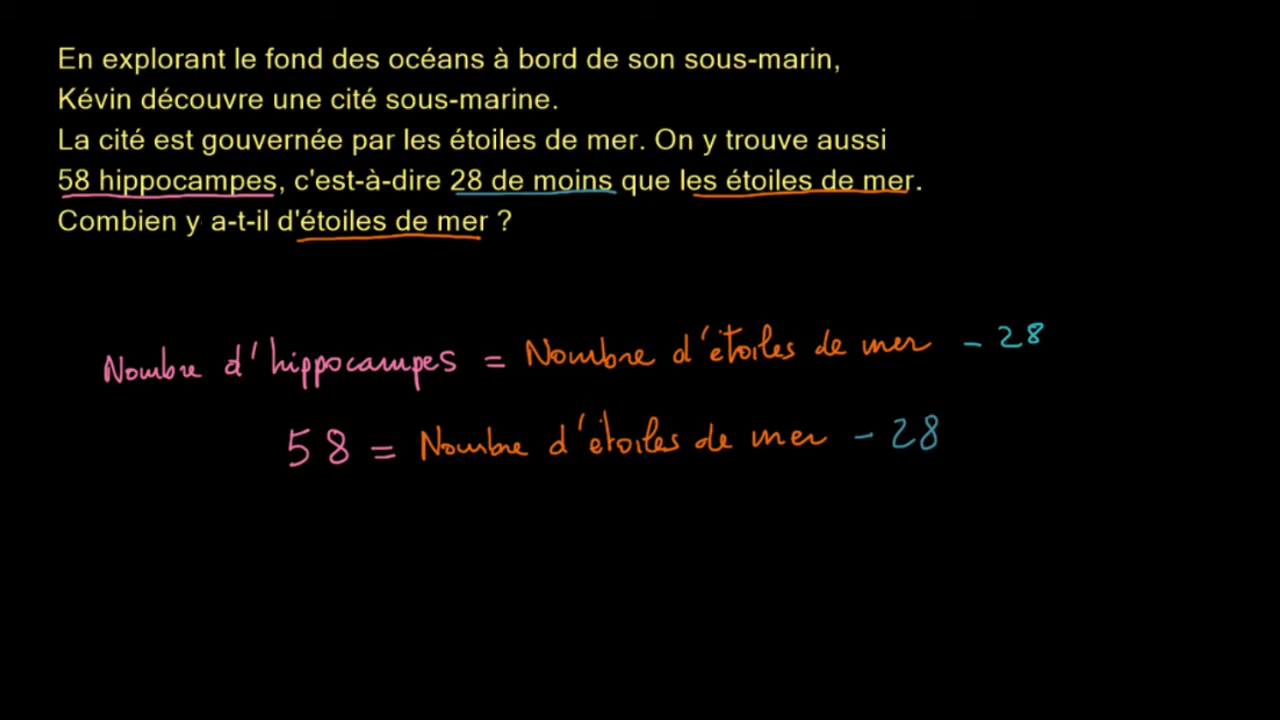 En explorant le fond des océans à bord de son sous-marin,
Kévin découvre une cité sous-marine.
La cité est gouvernée par les étoiles de mer. On y trouve aussi
58 hippocampes, c'est-à-dire 28 de moins que les étoiles de mer.
Combien y a-t-il d'étoiles de mer ?
Nombre d'hippocampes = Nombre d'étoiles de mer - 28
58 = Nombre d'étoiles de mer - 28